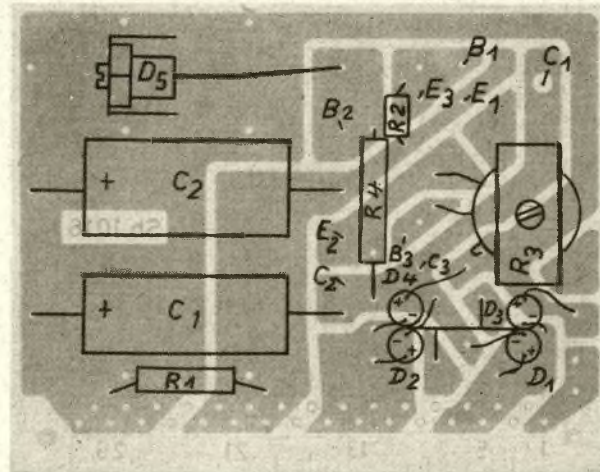 B1
C1
D5
E3
E1
B2
R2
+ C2
R4
E2
R3
B3
C2
D4
C3
+ C1
+
+
D3
-
-
-
-
+
+
R1
D2
D1